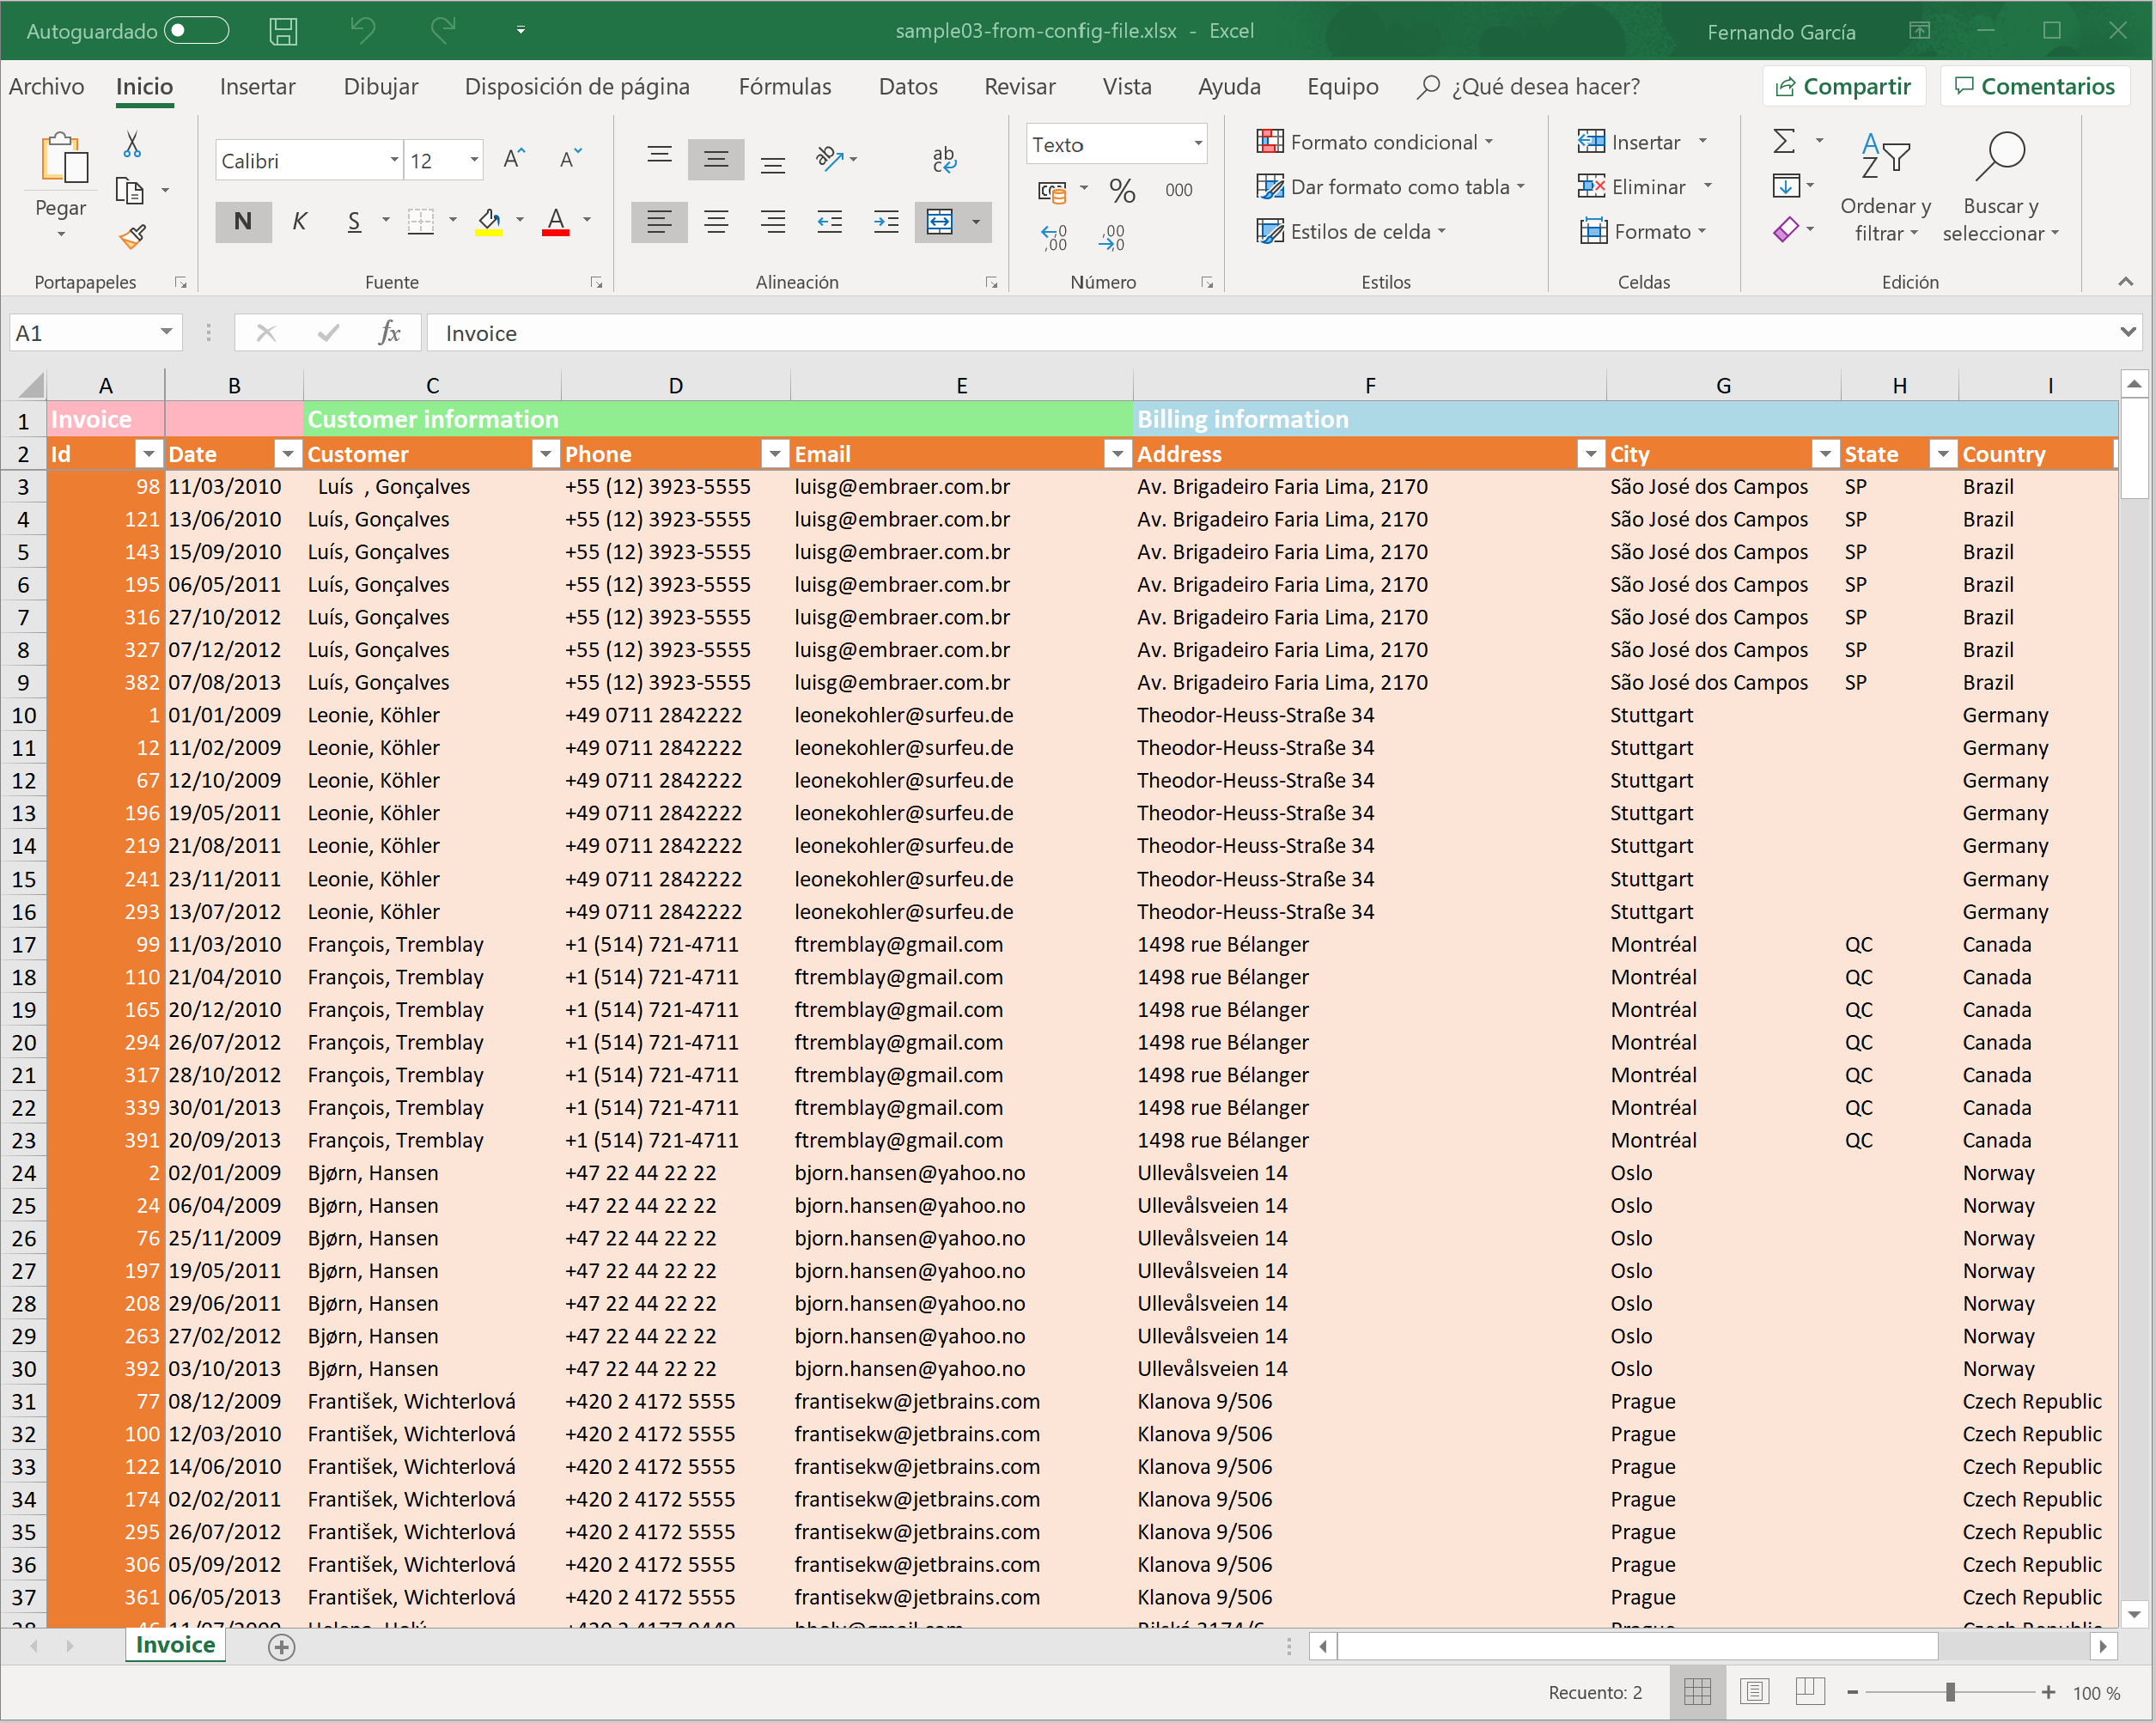 Autoguardado sample03-from-config-file.xlsx - Excel Fernando García
Archivo Inicio Insertar Dibujar Disposición de página Fórmulas Datos Revisar Vista Ayuda Equipo ¿Qué desea hacer? Compartir Comentarios
Pegar
Portapapeles
Calibri 12
N K S A
Fuente
ab
Alineación
Texto
% 000
Número
Formato condicional
Dar formato como tabla
Estilos de celda
Estilos
Insertar
Eliminar
Formato
Celdas
Ordenar y filtrar
Buscar y seleccionar
Edición
A1 fx Invoice
A B C D E F G H I
1 Invoice Customer information Billing information
2 Id Date Customer Phone Email Address City State Country
3 98 11/03/2010 Luís , Gonçalves +55 (12) 3923-5555 luisg@embraer.com.br Av. Brigadeiro Faria Lima, 2170 São José dos Campos SP Brazil
4 121 13/06/2010 Luís, Gonçalves +55 (12) 3923-5555 luisg@embraer.com.br Av. Brigadeiro Faria Lima, 2170 São José dos Campos SP Brazil
5 143 15/09/2010 Luís, Gonçalves +55 (12) 3923-5555 luisg@embraer.com.br Av. Brigadeiro Faria Lima, 2170 São José dos Campos SP Brazil
6 195 06/05/2011 Luís, Gonçalves +55 (12) 3923-5555 luisg@embraer.com.br Av. Brigadeiro Faria Lima, 2170 São José dos Campos SP Brazil
7 316 27/10/2012 Luís, Gonçalves +55 (12) 3923-5555 luisg@embraer.com.br Av. Brigadeiro Faria Lima, 2170 São José dos Campos SP Brazil
8 327 07/12/2012 Luís, Gonçalves +55 (12) 3923-5555 luisg@embraer.com.br Av. Brigadeiro Faria Lima, 2170 São José dos Campos SP Brazil
9 382 07/08/2013 Luís, Gonçalves +55 (12) 3923-5555 luisg@embraer.com.br Av. Brigadeiro Faria Lima, 2170 São José dos Campos SP Brazil
10 1 01/01/2009 Leonie, Köhler +49 0711 2842222 leonekohler@surfeu.de Theodor-Heuss-Straße 34 Stuttgart Germany
11 12 11/02/2009 Leonie, Köhler +49 0711 2842222 leonekohler@surfeu.de Theodor-Heuss-Straße 34 Stuttgart Germany
12 67 12/10/2009 Leonie, Köhler +49 0711 2842222 leonekohler@surfeu.de Theodor-Heuss-Straße 34 Stuttgart Germany
13 196 19/05/2011 Leonie, Köhler +49 0711 2842222 leonekohler@surfeu.de Theodor-Heuss-Straße 34 Stuttgart Germany
14 219 21/08/2011 Leonie, Köhler +49 0711 2842222 leonekohler@surfeu.de Theodor-Heuss-Straße 34 Stuttgart Germany
15 241 23/11/2011 Leonie, Köhler +49 0711 2842222 leonekohler@surfeu.de Theodor-Heuss-Straße 34 Stuttgart Germany
16 293 13/07/2012 Leonie, Köhler +49 0711 2842222 leonekohler@surfeu.de Theodor-Heuss-Straße 34 Stuttgart Germany
17 99 11/03/2010 François, Tremblay +1 (514) 721-4711 ftremblay@gmail.com 1498 rue Bélanger Montréal QC Canada
18 110 21/04/2010 François, Tremblay +1 (514) 721-4711 ftremblay@gmail.com 1498 rue Bélanger Montréal QC Canada
19 165 20/12/2010 François, Tremblay +1 (514) 721-4711 ftremblay@gmail.com 1498 rue Bélanger Montréal QC Canada
20 294 26/07/2012 François, Tremblay +1 (514) 721-4711 ftremblay@gmail.com 1498 rue Bélanger Montréal QC Canada
21 317 28/10/2012 François, Tremblay +1 (514) 721-4711 ftremblay@gmail.com 1498 rue Bélanger Montréal QC Canada
22 339 30/01/2013 François, Tremblay +1 (514) 721-4711 ftremblay@gmail.com 1498 rue Bélanger Montréal QC Canada
23 391 20/09/2013 François, Tremblay +1 (514) 721-4711 ftremblay@gmail.com 1498 rue Bélanger Montréal QC Canada
24 2 02/01/2009 Bjørn, Hansen +47 22 44 22 22 bjorn.hansen@yahoo.no Ullevålsveien 14 Oslo Norway
25 24 06/04/2009 Bjørn, Hansen +47 22 44 22 22 bjorn.hansen@yahoo.no Ullevålsveien 14 Oslo Norway
26 76 25/11/2009 Bjørn, Hansen +47 22 44 22 22 bjorn.hansen@yahoo.no Ullevålsveien 14 Oslo Norway
27 197 19/05/2011 Bjørn, Hansen +47 22 44 22 22 bjorn.hansen@yahoo.no Ullevålsveien 14 Oslo Norway
28 208 29/06/2011 Bjørn, Hansen +47 22 44 22 22 bjorn.hansen@yahoo.no Ullevålsveien 14 Oslo Norway
29 263 27/02/2012 Bjørn, Hansen +47 22 44 22 22 bjorn.hansen@yahoo.no Ullevålsveien 14 Oslo Norway
30 392 03/10/2013 Bjørn, Hansen +47 22 44 22 22 bjorn.hansen@yahoo.no Ullevålsveien 14 Oslo Norway
31 77 08/12/2009 František, Wichterlová +420 2 4172 5555 frantisekw@jetbrains.com Klanova 9/506 Prague Czech Republic
32 100 12/03/2010 František, Wichterlová +420 2 4172 5555 frantisekw@jetbrains.com Klanova 9/506 Prague Czech Republic
33 122 14/06/2010 František, Wichterlová +420 2 4172 5555 frantisekw@jetbrains.com Klanova 9/506 Prague Czech Republic
34 174 02/02/2011 František, Wichterlová +420 2 4172 5555 frantisekw@jetbrains.com Klanova 9/506 Prague Czech Republic
35 295 26/07/2012 František, Wichterlová +420 2 4172 5555 frantisekw@jetbrains.com Klanova 9/506 Prague Czech Republic
36 306 05/09/2012 František, Wichterlová +420 2 4172 5555 frantisekw@jetbrains.com Klanova 9/506 Prague Czech Republic
37 361 06/05/2013 František, Wichterlová +420 2 4172 5555 frantisekw@jetbrains.com Klanova 9/506 Prague Czech Republic
Invoice
Recuento: 2 100 %